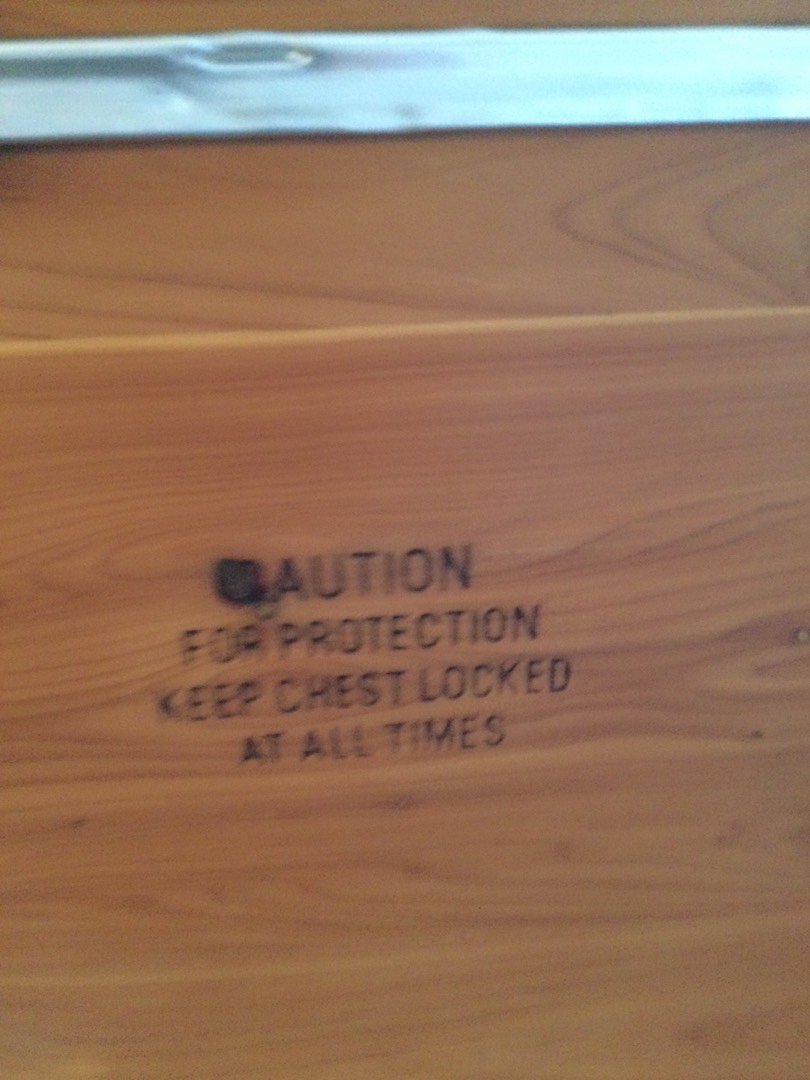 CAUTION
FOR PROTECTION
KEEP CHEST LOCKED
AT ALL TIMES